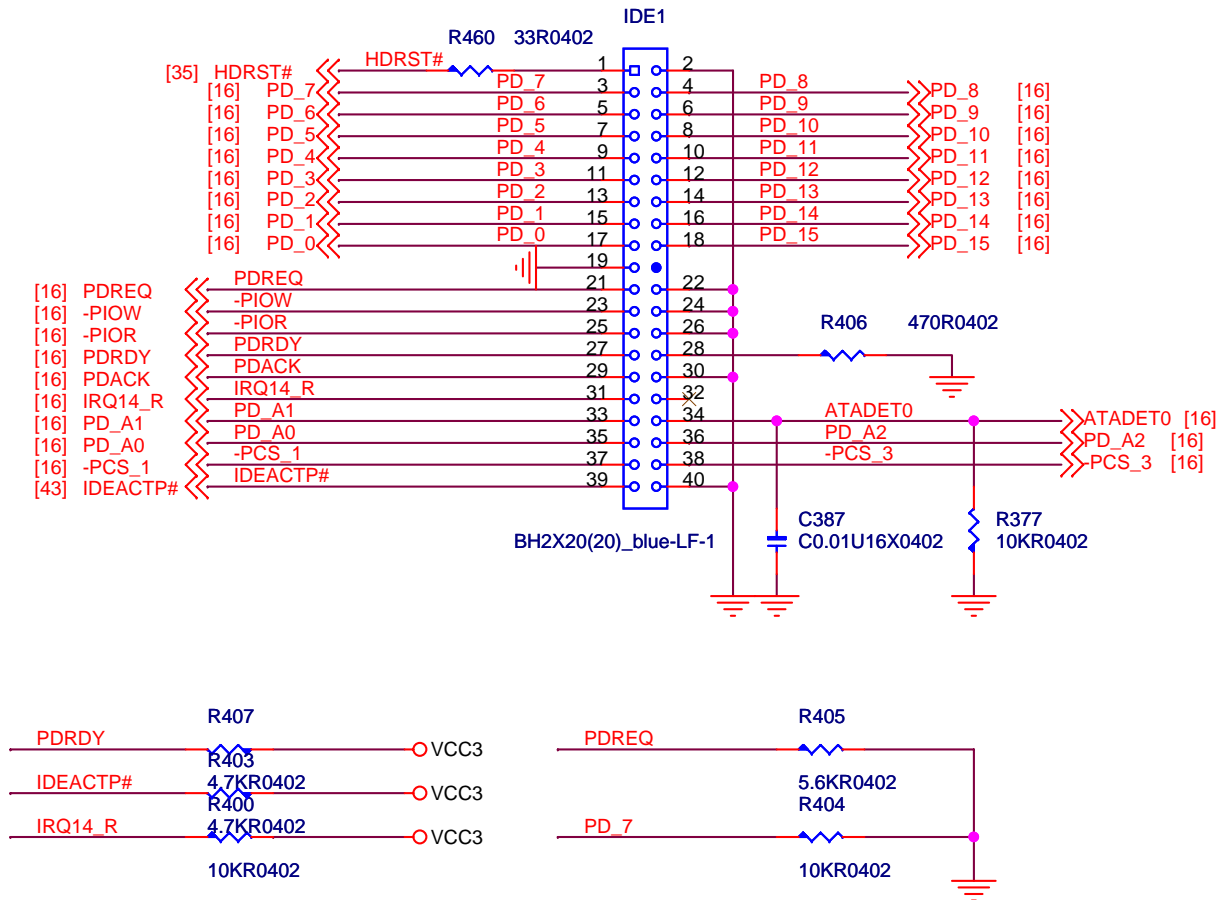 IDE1
R460 33R0402
[35] HDRST# HDRST# 1 2
[16] PD_7 PD_7 3 4 PD_8 PD_8 [16]
[16] PD_6 PD_6 5 6 PD_9 PD_9 [16]
[16] PD_5 PD_5 7 8 PD_10 PD_10 [16]
[16] PD_4 PD_4 9 10 PD_11 PD_11 [16]
[16] PD_3 PD_3 11 12 PD_12 PD_12 [16]
[16] PD_2 PD_2 13 14 PD_13 PD_13 [16]
[16] PD_1 PD_1 15 16 PD_14 PD_14 [16]
[16] PD_0 PD_0 17 18 PD_15 PD_15 [16]
19
[16] PDREQ PDREQ 21 22
[16] -PIOW -PIOW 23 24
[16] -PIOR -PIOR 25 26 R406 470R0402
[16] PDRDY PDRDY 27 28
[16] PDACK PDACK 29 30
[16] IRQ14_R IRQ14_R 31 32
[16] PD_A1 PD_A1 33 34 ATADET0 ATADET0 [16]
[16] PD_A0 PD_A0 35 36 PD_A2 PD_A2 [16]
[16] -PCS_1 -PCS_1 37 38 -PCS_3 -PCS_3 [16]
[43] IDEACTP# IDEACTP# 39 40
BH2X20(20)_blue-LF-1
C387
C0.01U16X0402
R377
10KR0402
R407
PDRDY VCC3
R403
4.7KR0402
IDEACTP# VCC3
R400
4.7KR0402
IRQ14_R VCC3
10KR0402
R405
PDREQ
5.6KR0402
R404
PD_7
10KR0402